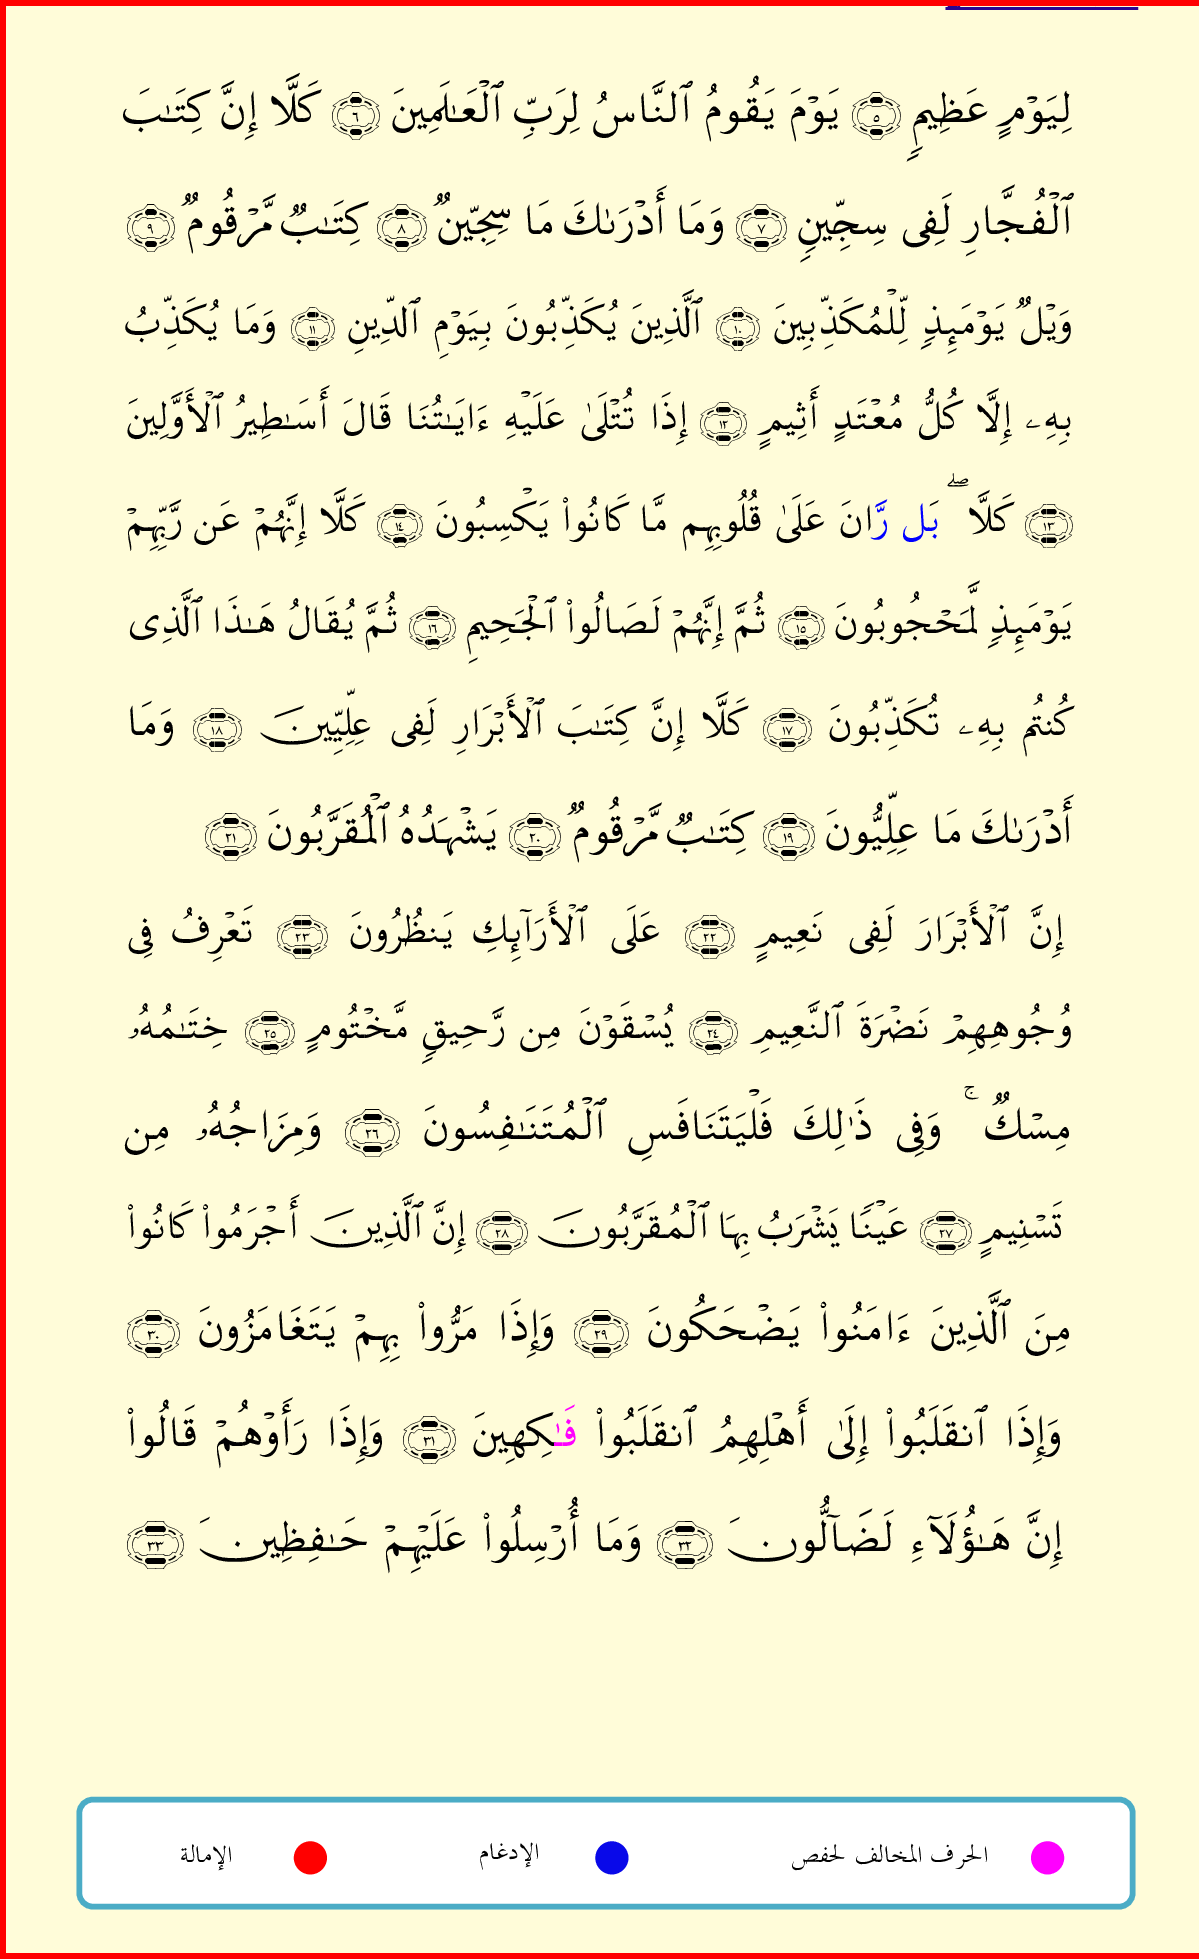 لِيَوْمٍ عَظِيمٍ ٥ يَوْمَ يَقُومُ ٱلنَّاسُ لِرَبِّ ٱلْعَـٰلَمِينَ ٦ كَلَّا إِنَّ كِتَـٰبَ
ٱلْفُجَّارِ لَفِى سِجِّينٍ ٧ وَمَا أَدْرَىٰكَ مَا سِجِّينٌ ٨ كِتَـٰبٌ مَّرْقُومٌ ٩
وَيْلٌ يَوْمَئِذٍ لِّلْمُكَذِّبِينَ ١٠ ٱلَّذِينَ يُكَذِّبُونَ بِيَوْمِ ٱلدِّينِ ١١ وَمَا يُكَذِّبُ
بِهِۦ إِلَّا كُلُّ مُعْتَدٍ أَثِيمٍ ١٢ إِذَا تُتْلَىٰ عَلَيْهِ ءَايَـٰتُنَا قَالَ أَسَـٰطِيرُ ٱلْأَوَّلِينَ
١٣ كَلَّا ۖ بَل رَّانَ عَلَىٰ قُلُوبِهِم مَّا كَانُوا۟ يَكْسِبُونَ ١٤ كَلَّا إِنَّهُمْ عَن رَّبِّهِمْ
يَوْمَئِذٍ لَّمَحْجُوبُونَ ١٥ ثُمَّ إِنَّهُمْ لَصَالُوا۟ ٱلْجَحِيمِ ١٦ ثُمَّ يُقَالُ هَـٰذَا ٱلَّذِى
كُنتُم بِهِۦ تُكَذِّبُونَ ١٧ كَلَّا إِنَّ كِتَـٰبَ ٱلْأَبْرَارِ لَفِى عِلِّيِّينَ ١٨ وَمَا
أَدْرَىٰكَ مَا عِلِّيُّونَ ١٩ كِتَـٰبٌ مَّرْقُومٌ ٢٠ يَشْهَدُهُ ٱلْمُقَرَّبُونَ ٢١
إِنَّ ٱلْأَبْرَارَ لَفِى نَعِيمٍ ٢٢ عَلَى ٱلْأَرَآئِكِ يَنظُرُونَ ٢٣ تَعْرِفُ فِى
وُجُوهِهِمْ نَضْرَةَ ٱلنَّعِيمِ ٢٤ يُسْقَوْنَ مِن رَّحِيقٍ مَّخْتُومٍ ٢٥ خِتَـٰمُهُۥ
مِسْكٌ ۚ وَفِى ذَٰلِكَ فَلْيَتَنَافَسِ ٱلْمُتَنَـٰفِسُونَ ٢٦ وَمِزَاجُهُۥ مِن
تَسْنِيمٍ ٢٧ عَيْنًا يَشْرَبُ بِهَا ٱلْمُقَرَّبُونَ ٢٨ إِنَّ ٱلَّذِينَ أَجْرَمُوا۟ كَانُوا۟
مِنَ ٱلَّذِينَ ءَامَنُوا۟ يَضْحَكُونَ ٢٩ وَإِذَا مَرُّوا۟ بِهِمْ يَتَغَامَزُونَ ٣٠
وَإِذَا ٱنقَلَبُوا۟ إِلَىٰ أَهْلِهِمُ ٱنقَلَبُوا۟ فَـٰكِهِينَ ٣١ وَإِذَا رَأَوْهُمْ قَالُوا۟
إِنَّ هَـٰؤُلَآءِ لَضَآلُّونَ ٣٢ وَمَا أُرْسِلُوا۟ عَلَيْهِمْ حَـٰفِظِينَ ٣٣
الحرف المخالف لحفص الإدغام الإمالة